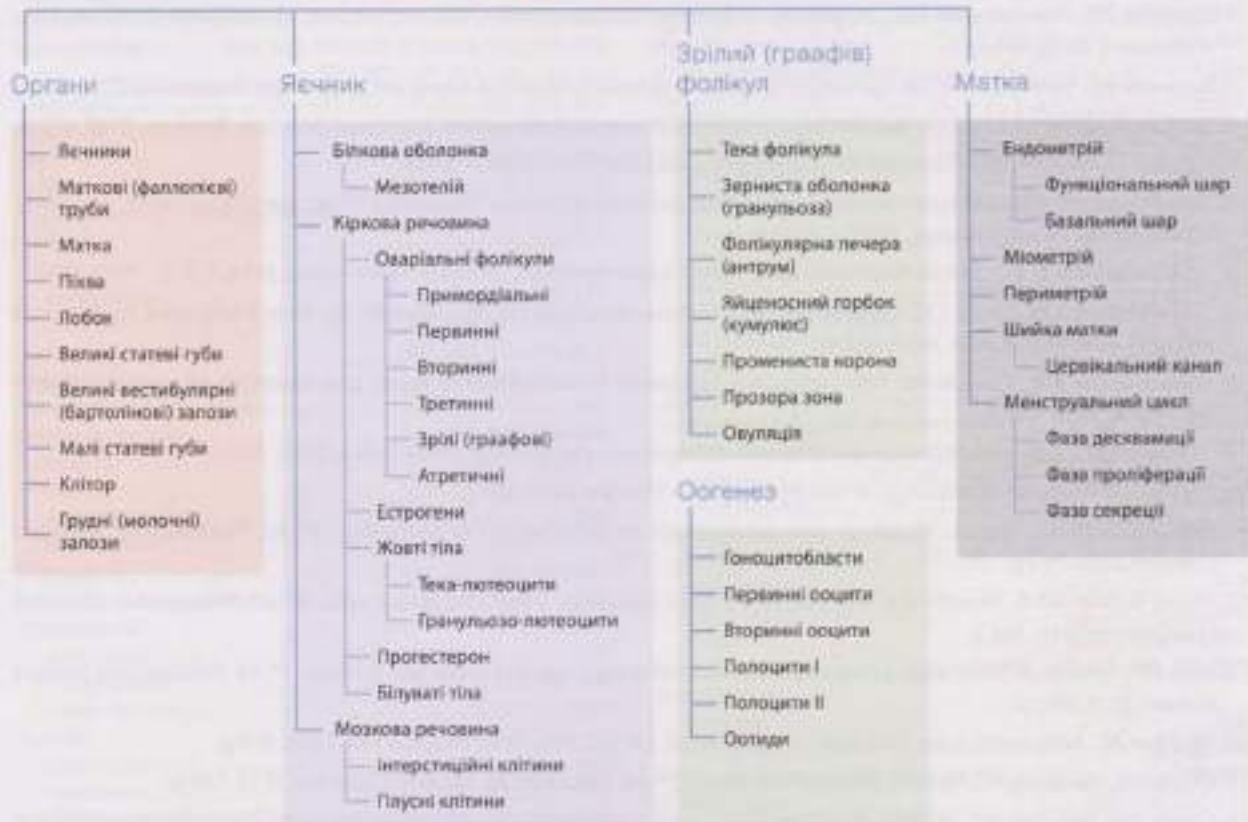 Органи
Яєчники
Маткові (фаллопієві)
труби
Матка
Піхва
Лобок
Великі статеві губи
Великі вестибулярні
(бартолінові) залози
Малі статеві губи
Клітор
Грудні (молочні)
залози
Яєчник
Білкова оболонка
Мезотелій
Кіркова речовина
Оваріальні фолікули
Примордіальні
Первинні
Вторинні
Третинні
Зрілі (граафові)
Атретичні
Естрогени
Жовті тіла
Тека-лютеоцити
Гранульозо-лютеоцити
Прогестерон
Білуваті тіла
Мозкова речовина
Інтерстиційні клітини
Гілусні клітини
Зрілий (граафів)
фолікул
Тека фолікула
Зерниста оболонка
(гранульоза)
Фолікулярна печера
(антрум)
Яйценосний горбок
(кумулюс)
Промениста корона
Прозора зона
Овуляція
Оогенез
Гоноцитобласти
Первинні ооцити
Вторинні ооцити
Полоцити I
Полоцити II
Оотиди
Матка
Ендометрій
Функціональний шар
Базальний шар
Міометрій
Периметрій
Шийка матки
Цервікальний канал
Менструальний цикл
Фаза десквамації
Фаза проліферації
Фаза секреції